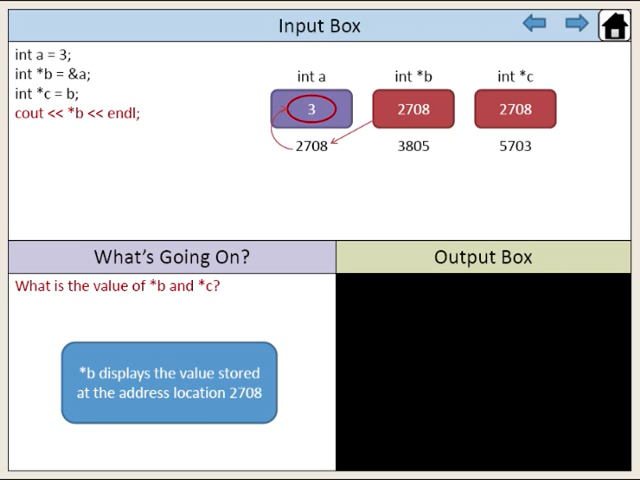 Input Box
int a = 3;
int *b = &a;
int *c = b;
cout << *b << endl;
int a
int *b
int *c
3
2708
2708
2708
3805
5703
What's Going On?
Output Box
What is the value of *b and *c?
*b displays the value stored
at the address location 2708